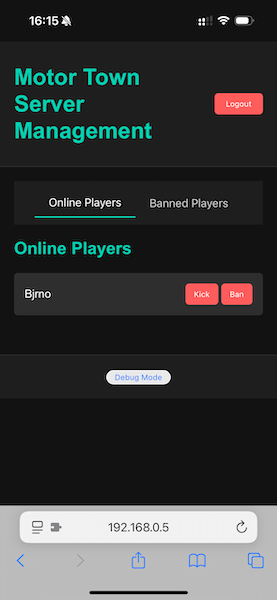 16:15
Motor Town
Server
Management
Logout
Online Players
Banned Players
Online Players
Bjrno
Kick
Ban
Debug Mode
192.168.0.5